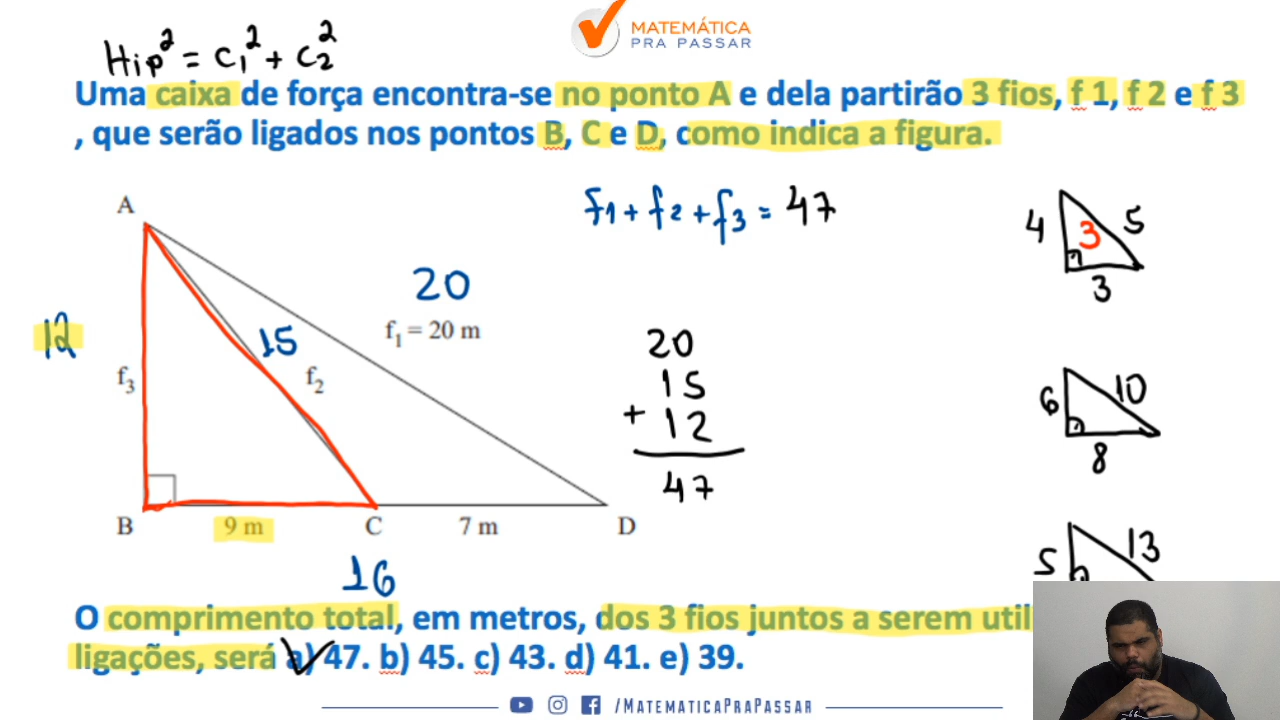 MATEMÁTICA
PRA PASSAR
Hip² = c₁² + c₂²
Uma caixa de força encontra-se no ponto A e dela partirão 3 fios, f 1, f 2 e f 3
, que serão ligados nos pontos B, C e D, como indica a figura.
A
f1 + f2 + f3 = 47
4
3
5
3
20
12
15
f₁ = 20 m
f₃
f₂
20
15
+ 12
47
6
10
8
B
9 m
C
7 m
D
16
5
13
O comprimento total, em metros, dos 3 fios juntos a serem
ligações, será a) 47. b) 45. c) 43. d) 41. e) 39.
/MatematicaPraPassar